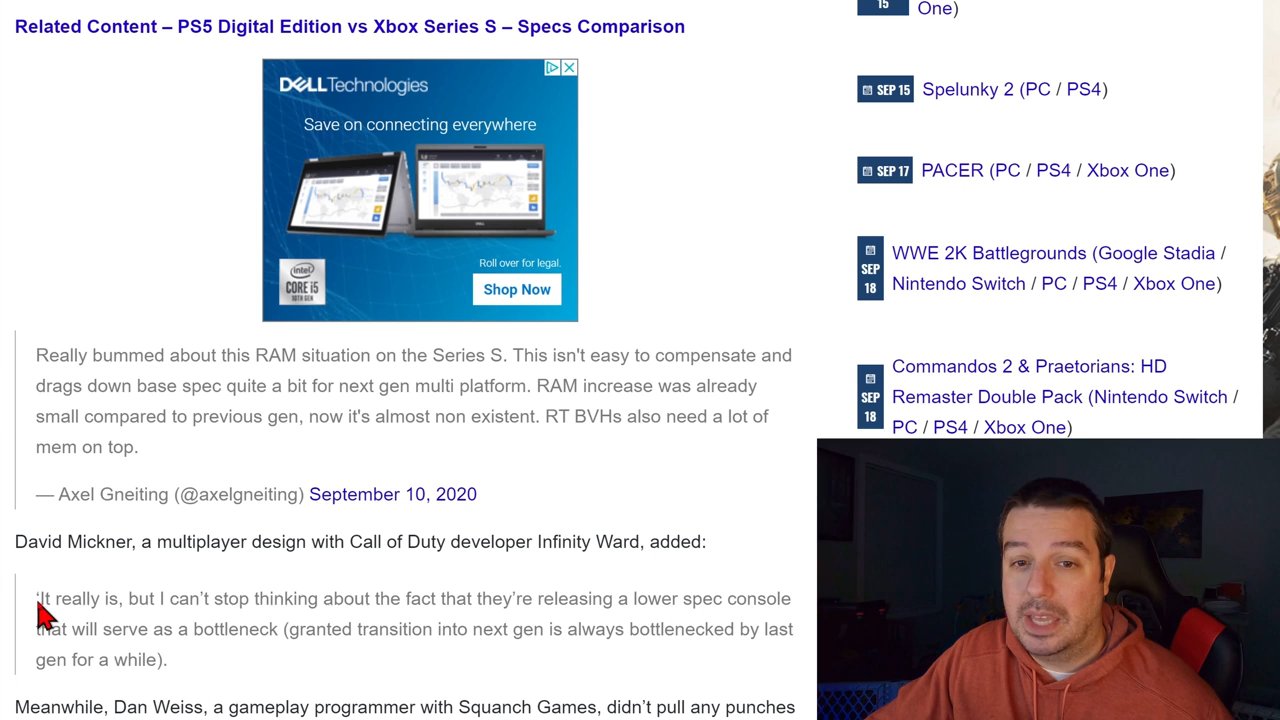 Related Content – PS5 Digital Edition vs Xbox Series S – Specs Comparison
DELLTechnologies
Save on connecting everywhere
Roll over for legal.
Shop Now
intel
CORE i5
10TH GEN
Really bummed about this RAM situation on the Series S. This isn't easy to compensate and
drags down base spec quite a bit for next gen multi platform. RAM increase was already
small compared to previous gen, now it's almost non existent. RT BVHs also need a lot of
mem on top.
— Axel Gneiting (@axelgneiting) September 10, 2020
David Mickner, a multiplayer design with Call of Duty developer Infinity Ward, added:
‘It really is, but I can’t stop thinking about the fact that they’re releasing a lower spec console
that will serve as a bottleneck (granted transition into next gen is always bottlenecked by last
gen for a while).
Meanwhile, Dan Weiss, a gameplay programmer with Squanch Games, didn’t pull any punches
15
One)
SEP 15
Spelunky 2 (PC / PS4)
SEP 17
PACER (PC / PS4 / Xbox One)
SEP
18
WWE 2K Battlegrounds (Google Stadia /
Nintendo Switch / PC / PS4 / Xbox One)
SEP
18
Commandos 2 & Praetorians: HD
Remaster Double Pack (Nintendo Switch /
PC / PS4 / Xbox One)